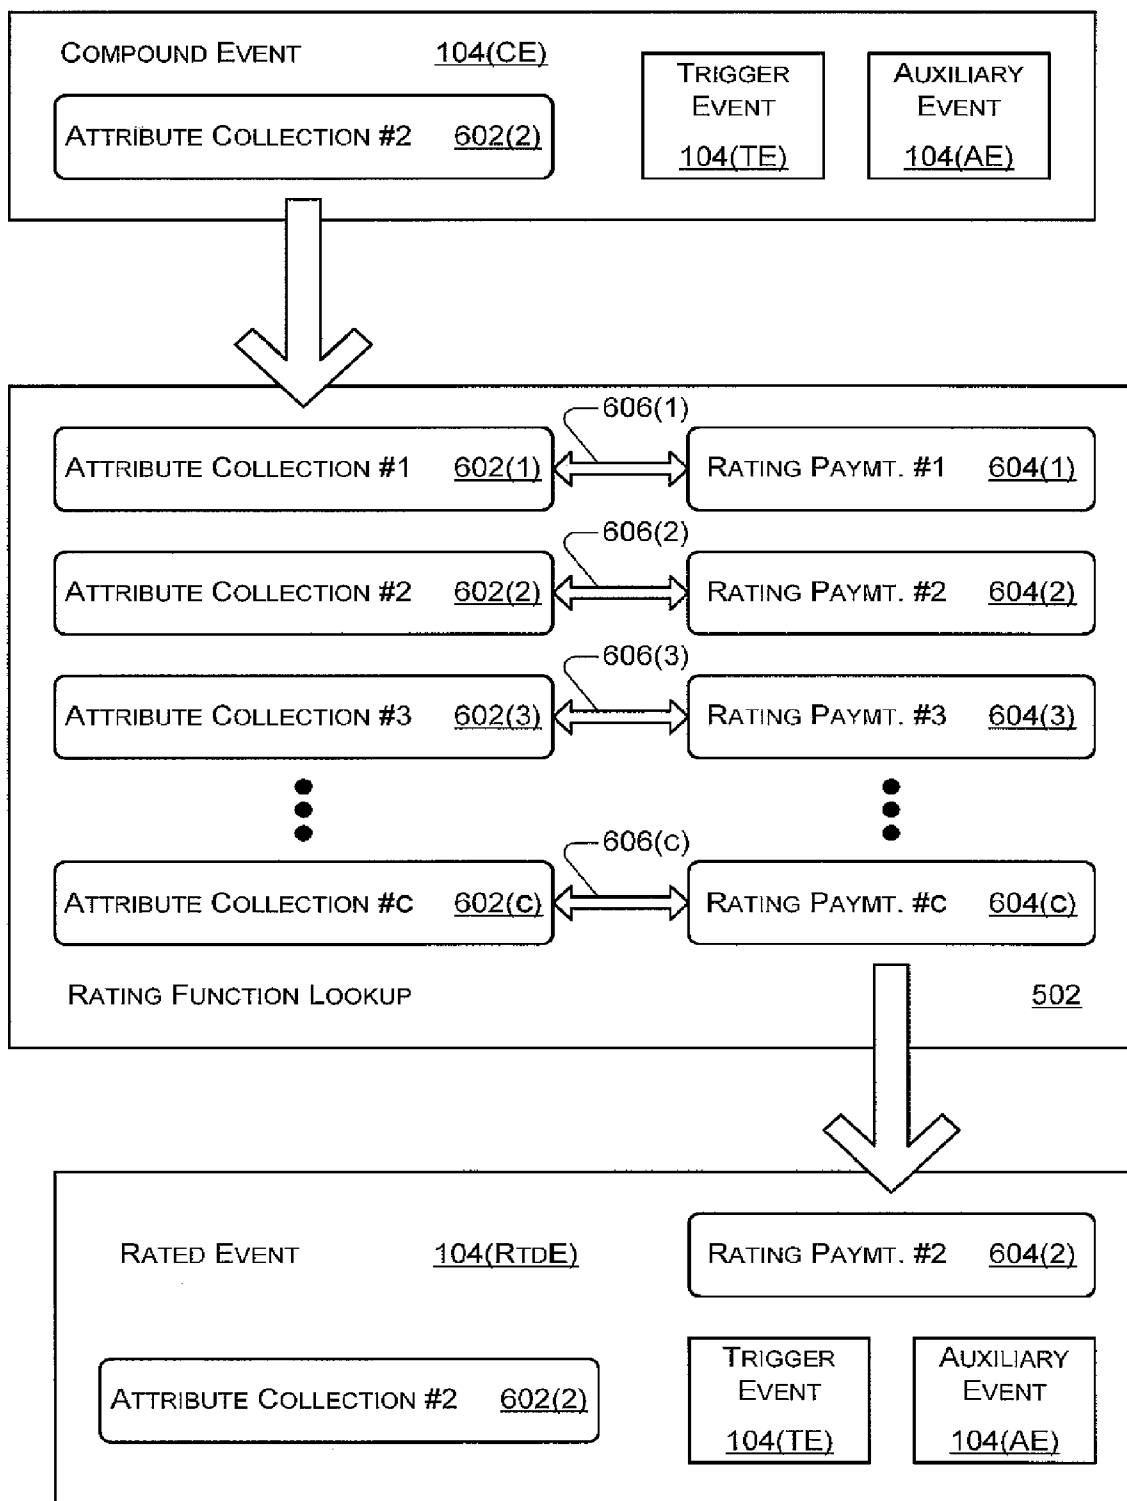 COMPOUND EVENT 104(CE)
TRIGGER
EVENT
104(TE)
AUXILIARY
EVENT
104(AE)
ATTRIBUTE COLLECTION #2 602(2)
606(1)
ATTRIBUTE COLLECTION #1 602(1)
RATING PAYMT. #1 604(1)
606(2)
ATTRIBUTE COLLECTION #2 602(2)
RATING PAYMT. #2 604(2)
606(3)
ATTRIBUTE COLLECTION #3 602(3)
RATING PAYMT. #3 604(3)
606(C)
ATTRIBUTE COLLECTION #C 602(C)
RATING PAYMT. #C 604(C)
RATING FUNCTION LOOKUP 502
RATED EVENT 104(RTDE)
RATING PAYMT. #2 604(2)
ATTRIBUTE COLLECTION #2 602(2)
TRIGGER
EVENT
104(TE)
AUXILIARY
EVENT
104(AE)